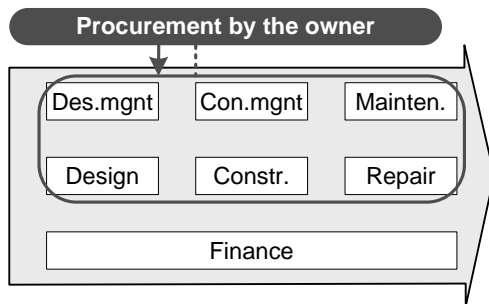 Procurement by the owner
Des.mgnt Con.mgnt Mainten.
Design Constr. Repair
Finance